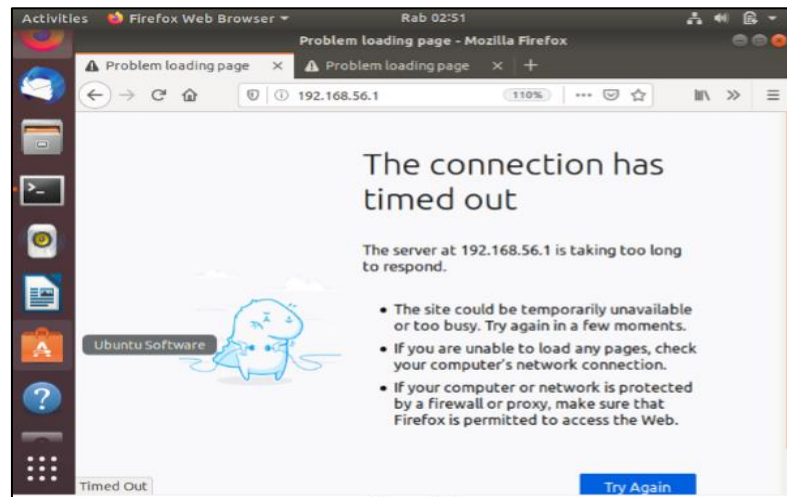 Activities Firefox Web Browser Rab 02:51
Problem loading page - Mozilla Firefox
Problem loading page × Problem loading page × +
192.168.56.1 110%
The connection has
timed out
The server at 192.168.56.1 is taking too long
to respond.
• The site could be temporarily unavailable
or too busy. Try again in a few moments.
• If you are unable to load any pages, check
your computer's network connection.
• If your computer or network is protected
by a firewall or proxy, make sure that
Firefox is permitted to access the Web.
Ubuntu Software
Timed Out
Try Again